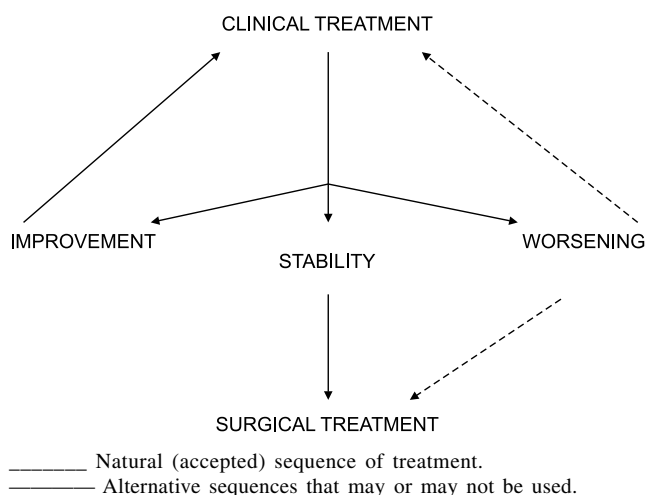 CLINICAL TREATMENT
IMPROVEMENT
WORSENING
STABILITY
SURGICAL TREATMENT
_______ Natural (accepted) sequence of treatment.
———— Alternative sequences that may or may not be used.